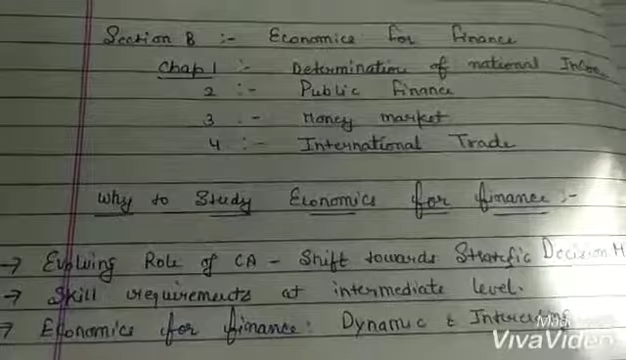 Section B :- Economics for finance
Chap 1 :- Determination of national Income
2 :- Public finance
3 :- Money market
4 :- International Trade
Why to Study Economics for finance :-
→ Evolving Role of CA - Shift towards Strategic Decision M
→ Skill requirements at intermediate level.
→ Economics for finance: Dynamic &
VivaVideo